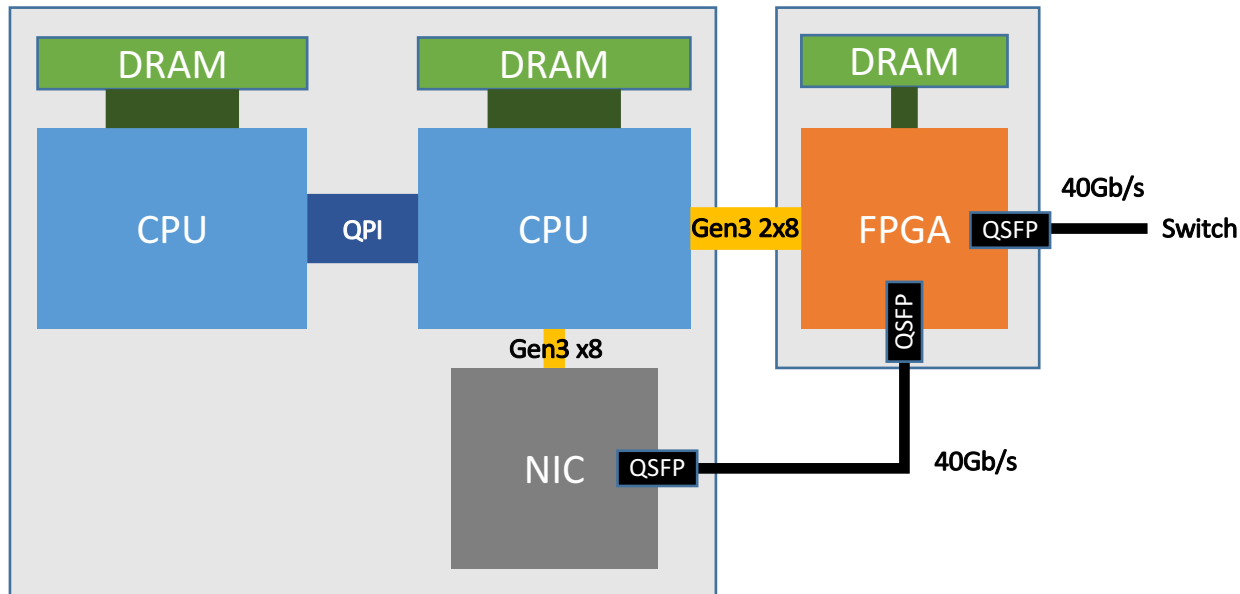 DRAM
DRAM
DRAM
CPU
QPI
CPU
Gen3 2x8
FPGA
QSFP
40Gb/s
Switch
QSFP
Gen3 x8
NIC
QSFP
40Gb/s